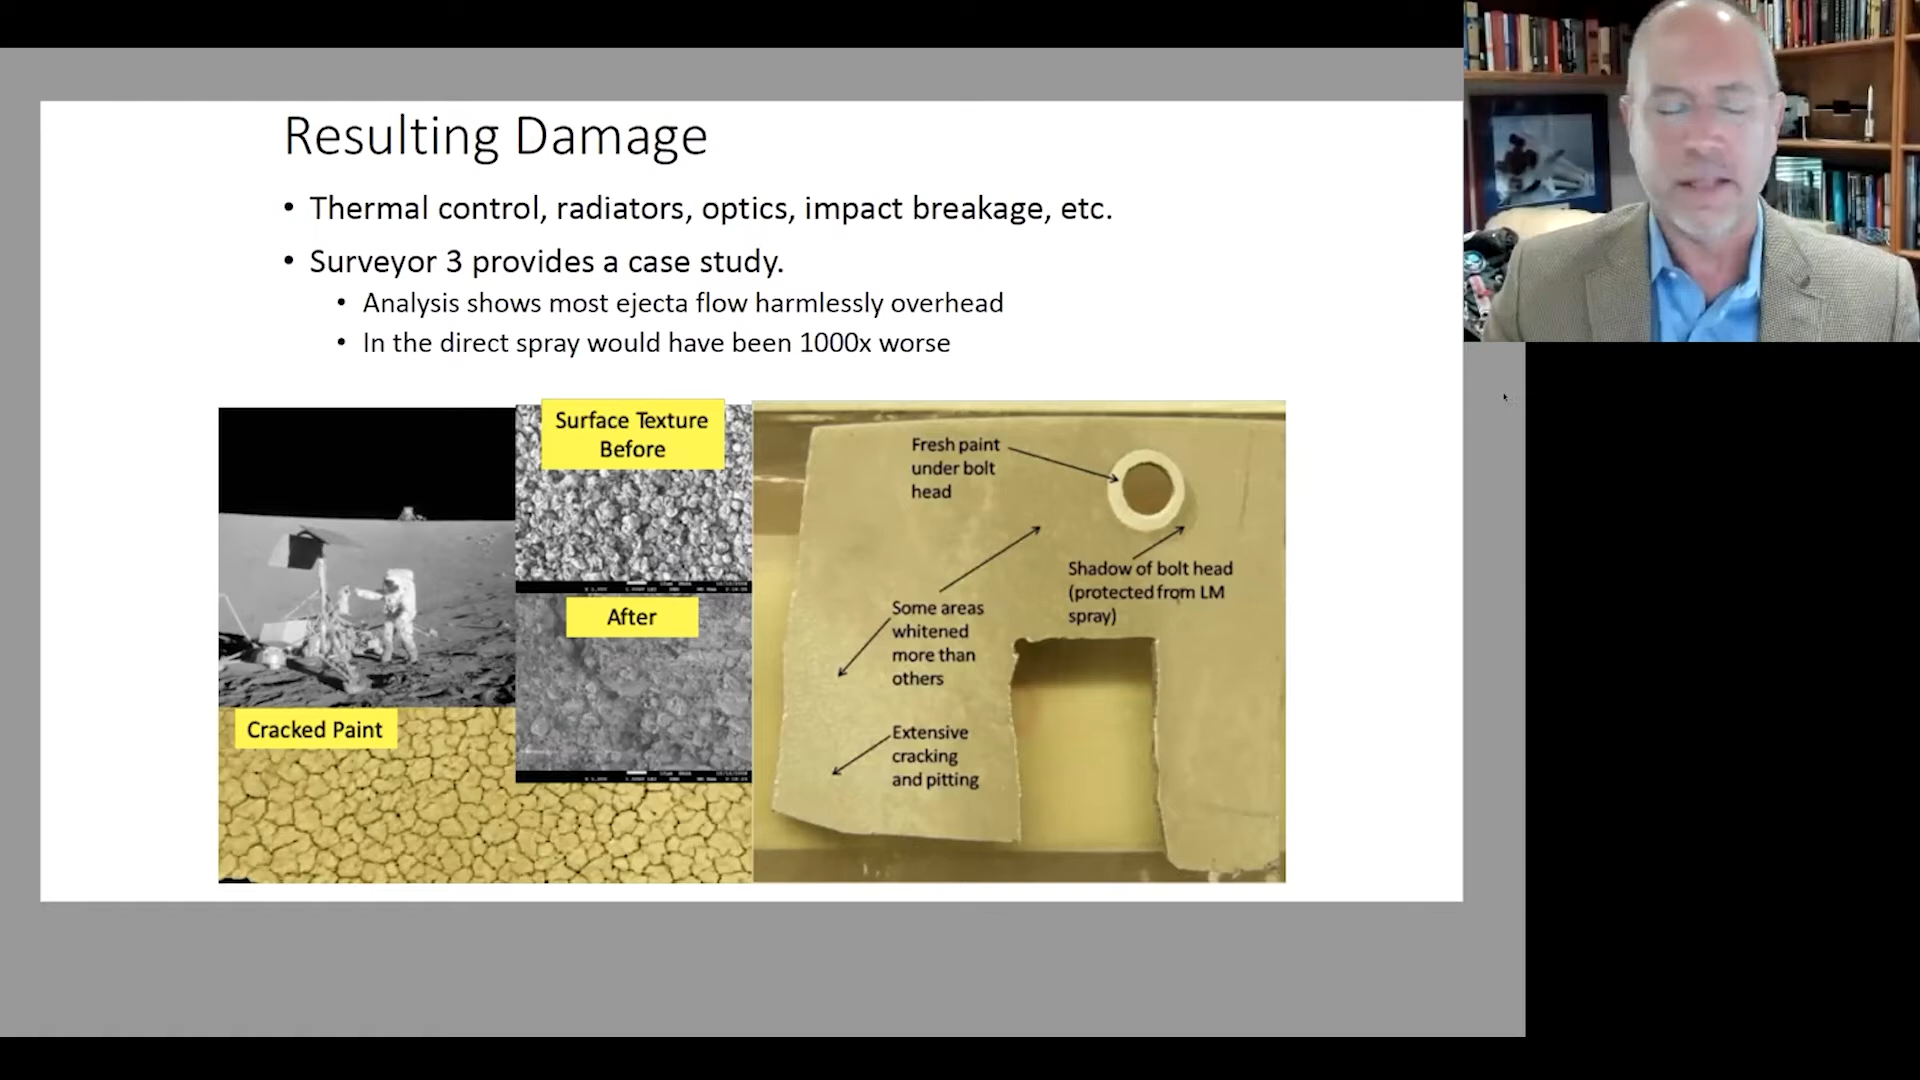 Resulting Damage
• Thermal control, radiators, optics, impact breakage, etc.
• Surveyor 3 provides a case study.
• Analysis shows most ejecta flow harmlessly overhead
• In the direct spray would have been 1000x worse
Surface Texture
Before
After
Cracked Paint
Fresh paint
under bolt
head
Shadow of bolt head
(protected from LM
spray)
Some areas
whitened
more than
others
Extensive
cracking
and pitting